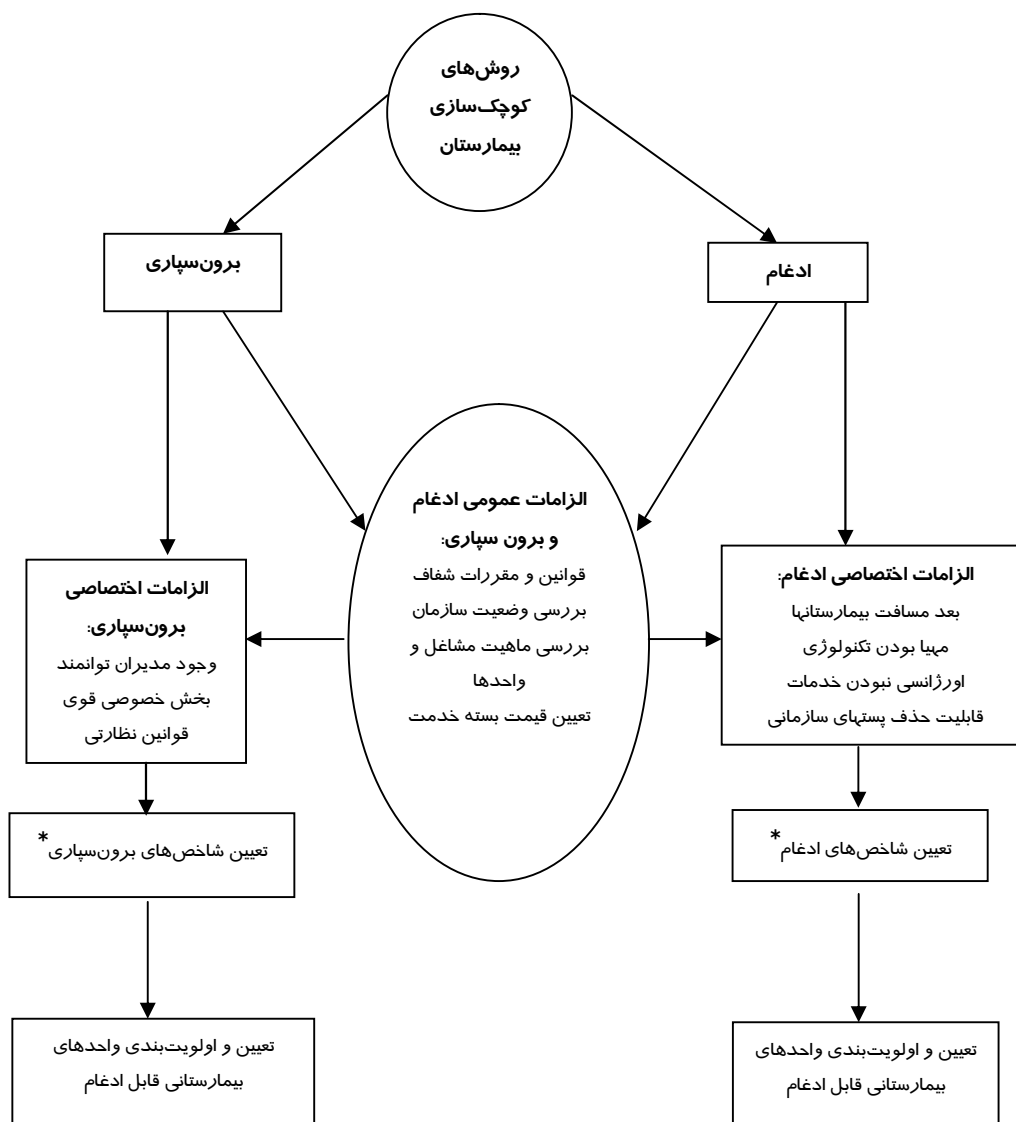 روش‌های
کوچک‌سازی
بیمارستان
ادغام
برون‌سپاری
الزامات عمومی ادغام
و برون سپاری:
قوانین و مقررات شفاف
بررسی وضعیت سازمان
بررسی ماهیت مشاغل و
واحدها
تعیین قیمت بسته خدمت
الزامات اختصاصی ادغام:
بعد مسافت بیمارستانها
مهیا بودن تکنولوژی
اورژانسی نبودن خدمات
قابلیت حذف پستهای سازمانی
الزامات اختصاصی
برون‌سپاری:
وجود مدیران توانمند
بخش خصوصی قوی
قوانین نظارتی
تعیین شاخص‌های ادغام*
تعیین شاخص‌های برون‌سپاری*
تعیین و اولویت‌بندی واحدهای
بیمارستانی قابل ادغام
تعیین و اولویت‌بندی واحدهای
بیمارستانی قابل ادغام